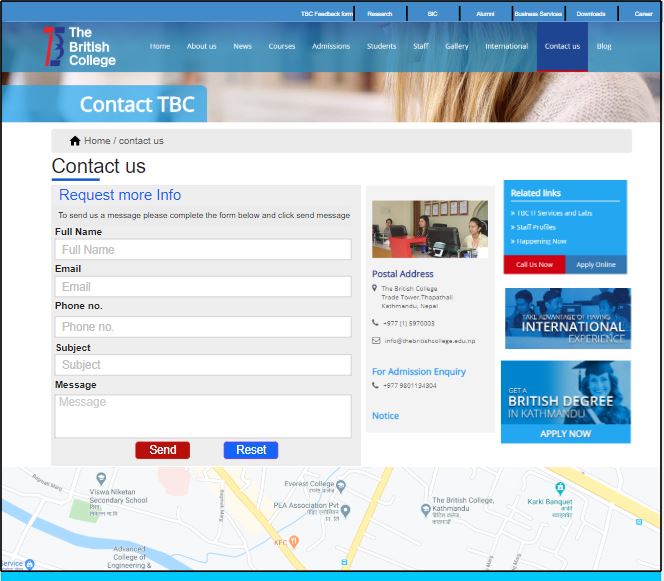 TBC Feedback form Research BIC Alumni Business Services Downloads Career
The
British
College
Home About us News Courses Admissions Students Staff Gallery International Contact us Blog
Contact TBC
Home / contact us
Contact us
Request more Info
To send us a message please complete the form below and click send message
Full Name
Full Name
Email
Email
Phone no.
Phone no.
Subject
Subject
Message
Message
Send Reset
Postal Address
The British College
Trade Tower,Thapathali
Kathmandu, Nepal
+977 (1) 5970003
info@thebritishcollege.edu.np
For Admission Enquiry
+977 9801134304
Notice
Related links
» TBC IT Services and Labs
» Staff Profiles
» Happening Now
Call Us Now Apply Online
TAKE ADVANTAGE OF HAVING
INTERNATIONAL
EXPERIENCE
GET A
BRITISH DEGREE
IN KATHMANDU
APPLY NOW
Bagmati Marg
Viswa Niketan
Secondary School
Everest College
PEA Association Pvt
KFC
Bagmati Marg
The British College,
Kathmandu
Karki Banquet
Advanced
College of
Engineering &
Service